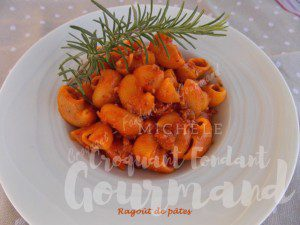 MICHÈLE
Croquant Fondant
Gourmand
Ragoût de pâtes